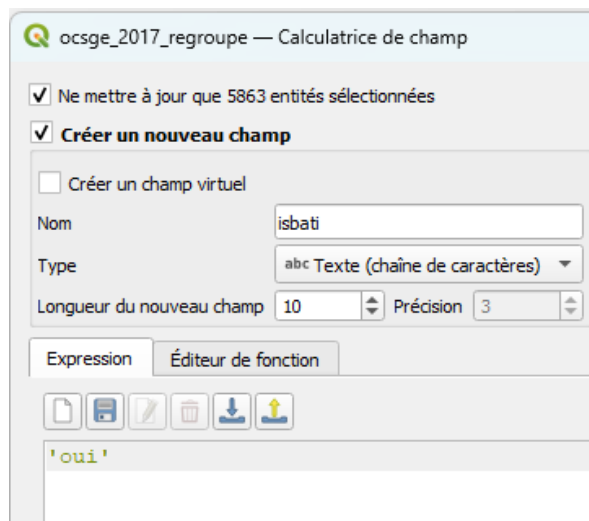 ocsge_2017_regroupe — Calculatrice de champ
Ne mettre à jour que 5863 entités sélectionnées
Créer un nouveau champ
Créer un champ virtuel
Nom isbati
Type abc Texte (chaîne de caractères)
Longueur du nouveau champ 10 Précision 3
Expression Éditeur de fonction
'oui'